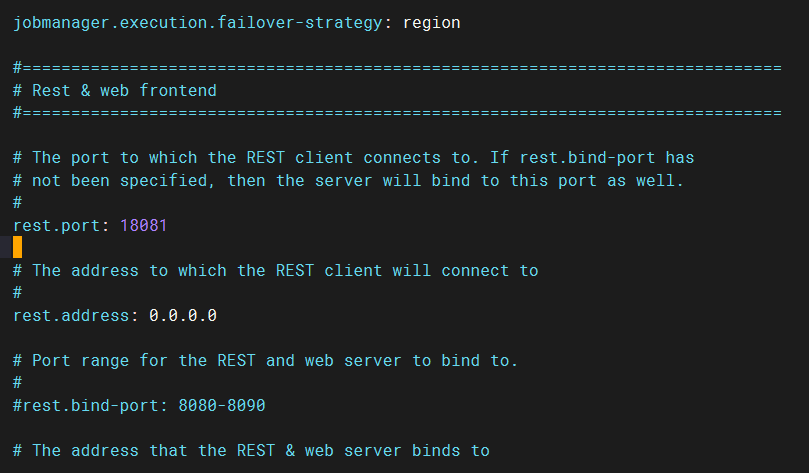 jobmanager.execution.failover-strategy: region
#==============================================================================
# Rest & web frontend
#==============================================================================
# The port to which the REST client connects to. If rest.bind-port has
# not been specified, then the server will bind to this port as well.
#
rest.port: 18081
# The address to which the REST client will connect to
#
rest.address: 0.0.0.0
# Port range for the REST and web server to bind to.
#
#rest.bind-port: 8080-8090
# The address that the REST & web server binds to